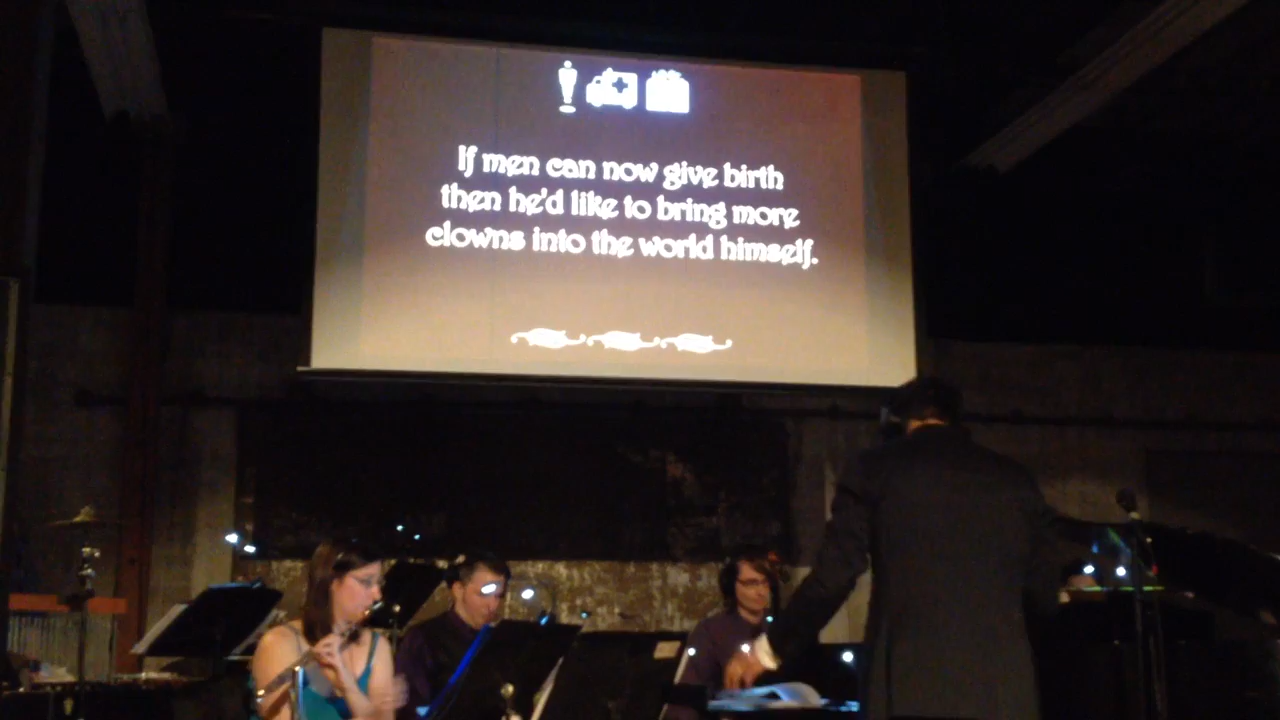 If men can now give birth
then he'd like to bring more
clowns into the world himself.